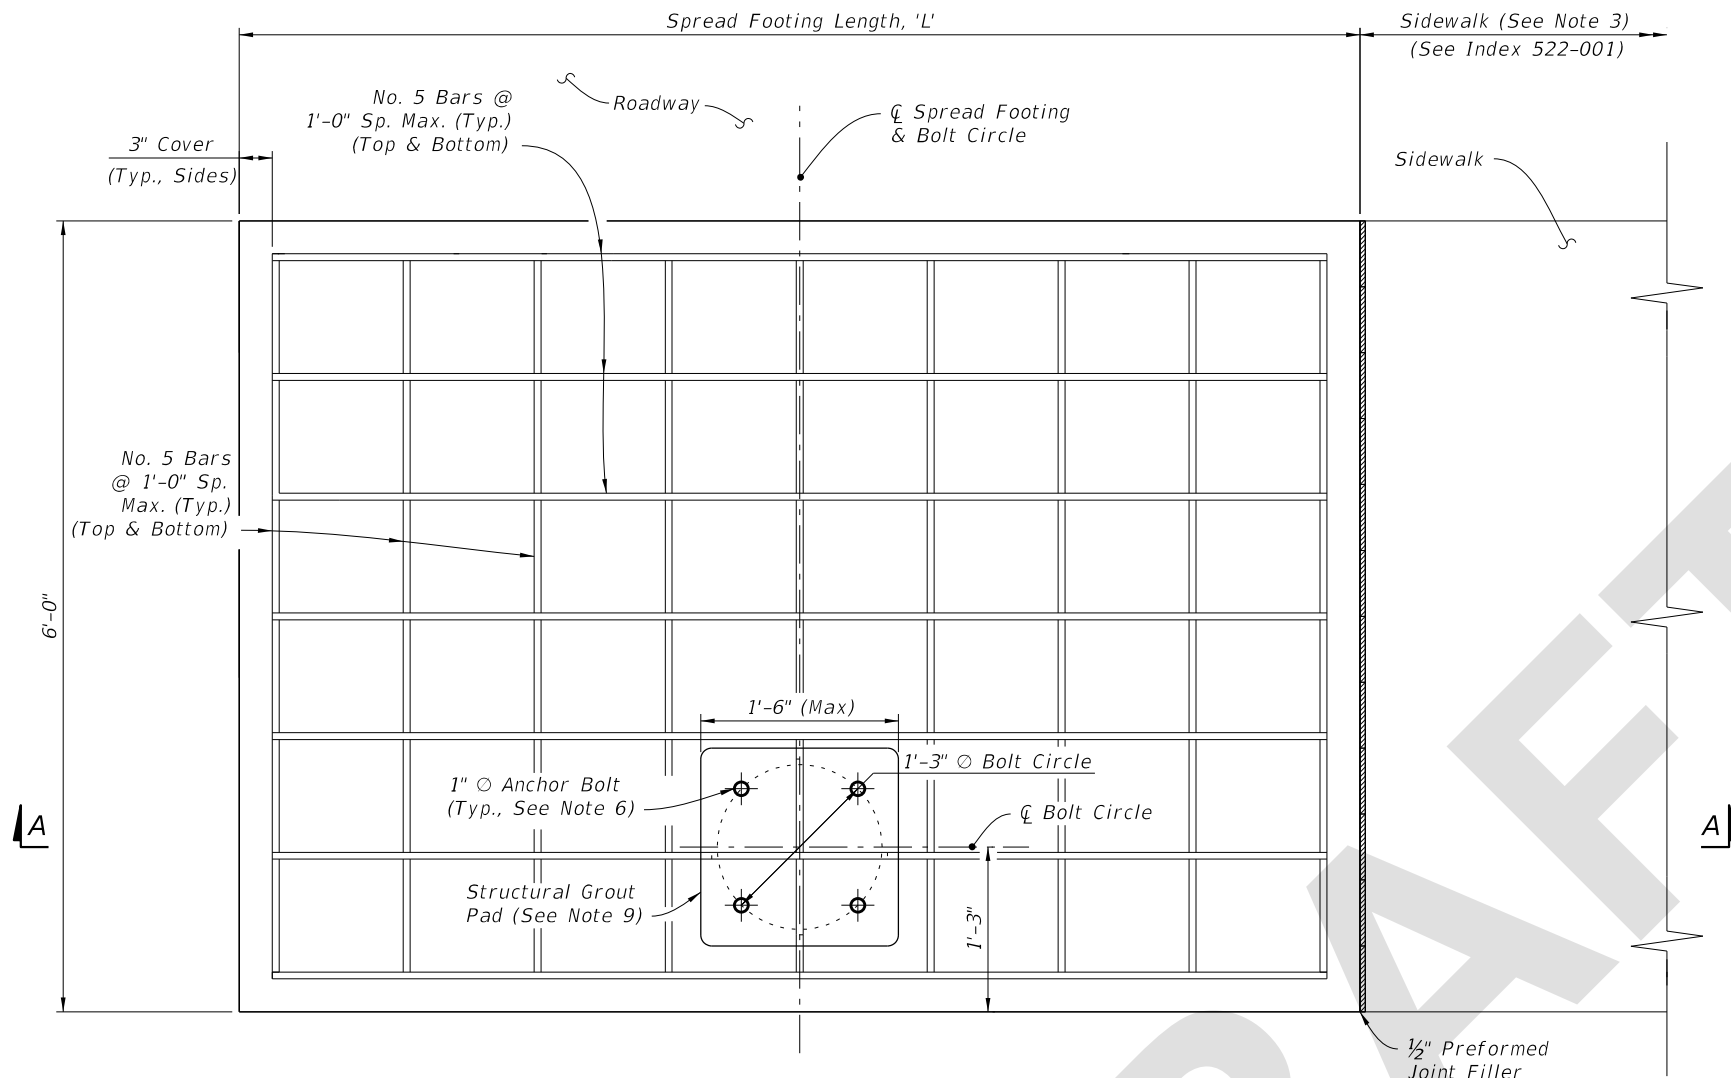 Spread Footing Length, 'L'
Sidewalk (See Note 3)
(See Index 522-001)
No. 5 Bars @
1'-0" Sp. Max. (Typ.)
(Top & Bottom)
Roadway
℄ Spread Footing
& Bolt Circle
3" Cover
(Typ., Sides)
Sidewalk
No. 5 Bars
@ 1'-0" Sp.
Max. (Typ.)
(Top & Bottom)
6'-0"
1'-6" (Max)
1'-3" ∅ Bolt Circle
1" ∅ Anchor Bolt
(Typ., See Note 6)
℄ Bolt Circle
A
A
Structural Grout
Pad (See Note 9)
1'-3"
½" Preformed
Joint Filler
DRAFT